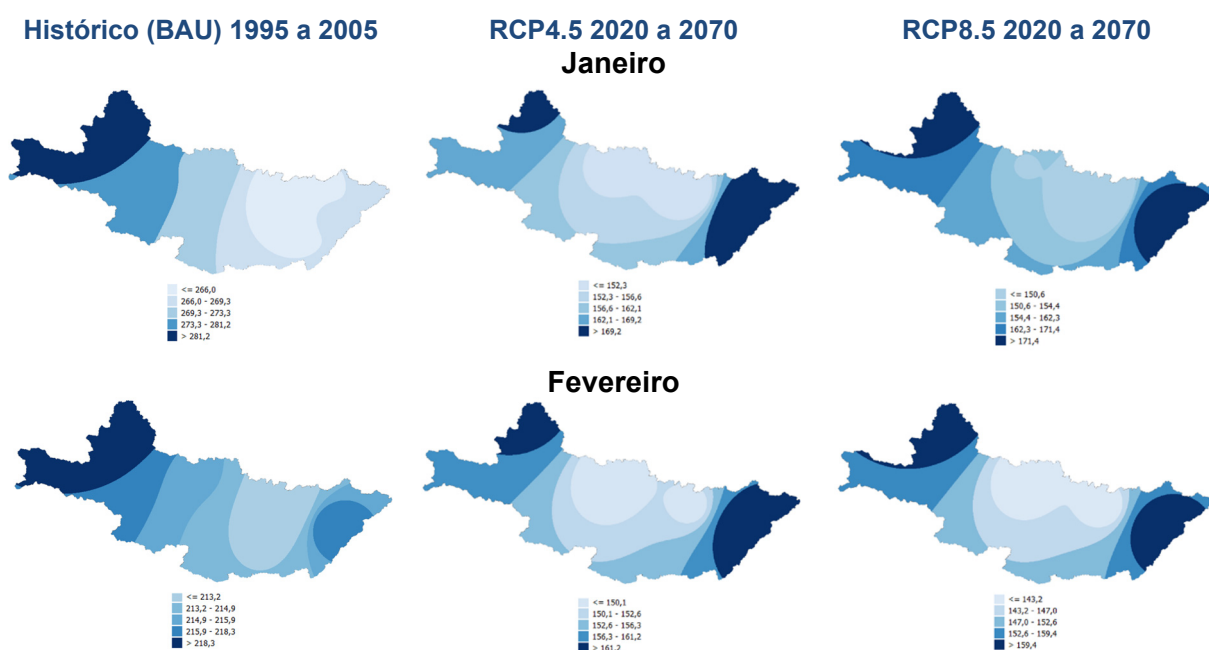 Histórico (BAU) 1995 a 2005
RCP4.5 2020 a 2070
RCP8.5 2020 a 2070
Janeiro
<= 266,0
266,0 - 269,3
269,3 - 273,3
273,3 - 281,2
> 281,2
<= 152,3
152,3 - 156,6
156,6 - 162,1
162,1 - 169,2
> 169,2
<= 150,6
150,6 - 154,4
154,4 - 162,3
162,3 - 171,4
> 171,4
Fevereiro
<= 213,2
213,2 - 214,9
214,9 - 215,9
215,9 - 218,3
> 218,3
<= 150,1
150,1 - 152,6
152,6 - 156,3
156,3 - 161,2
> 161,2
<= 143,2
143,2 - 147,0
147,0 - 152,6
152,6 - 159,4
> 159,4